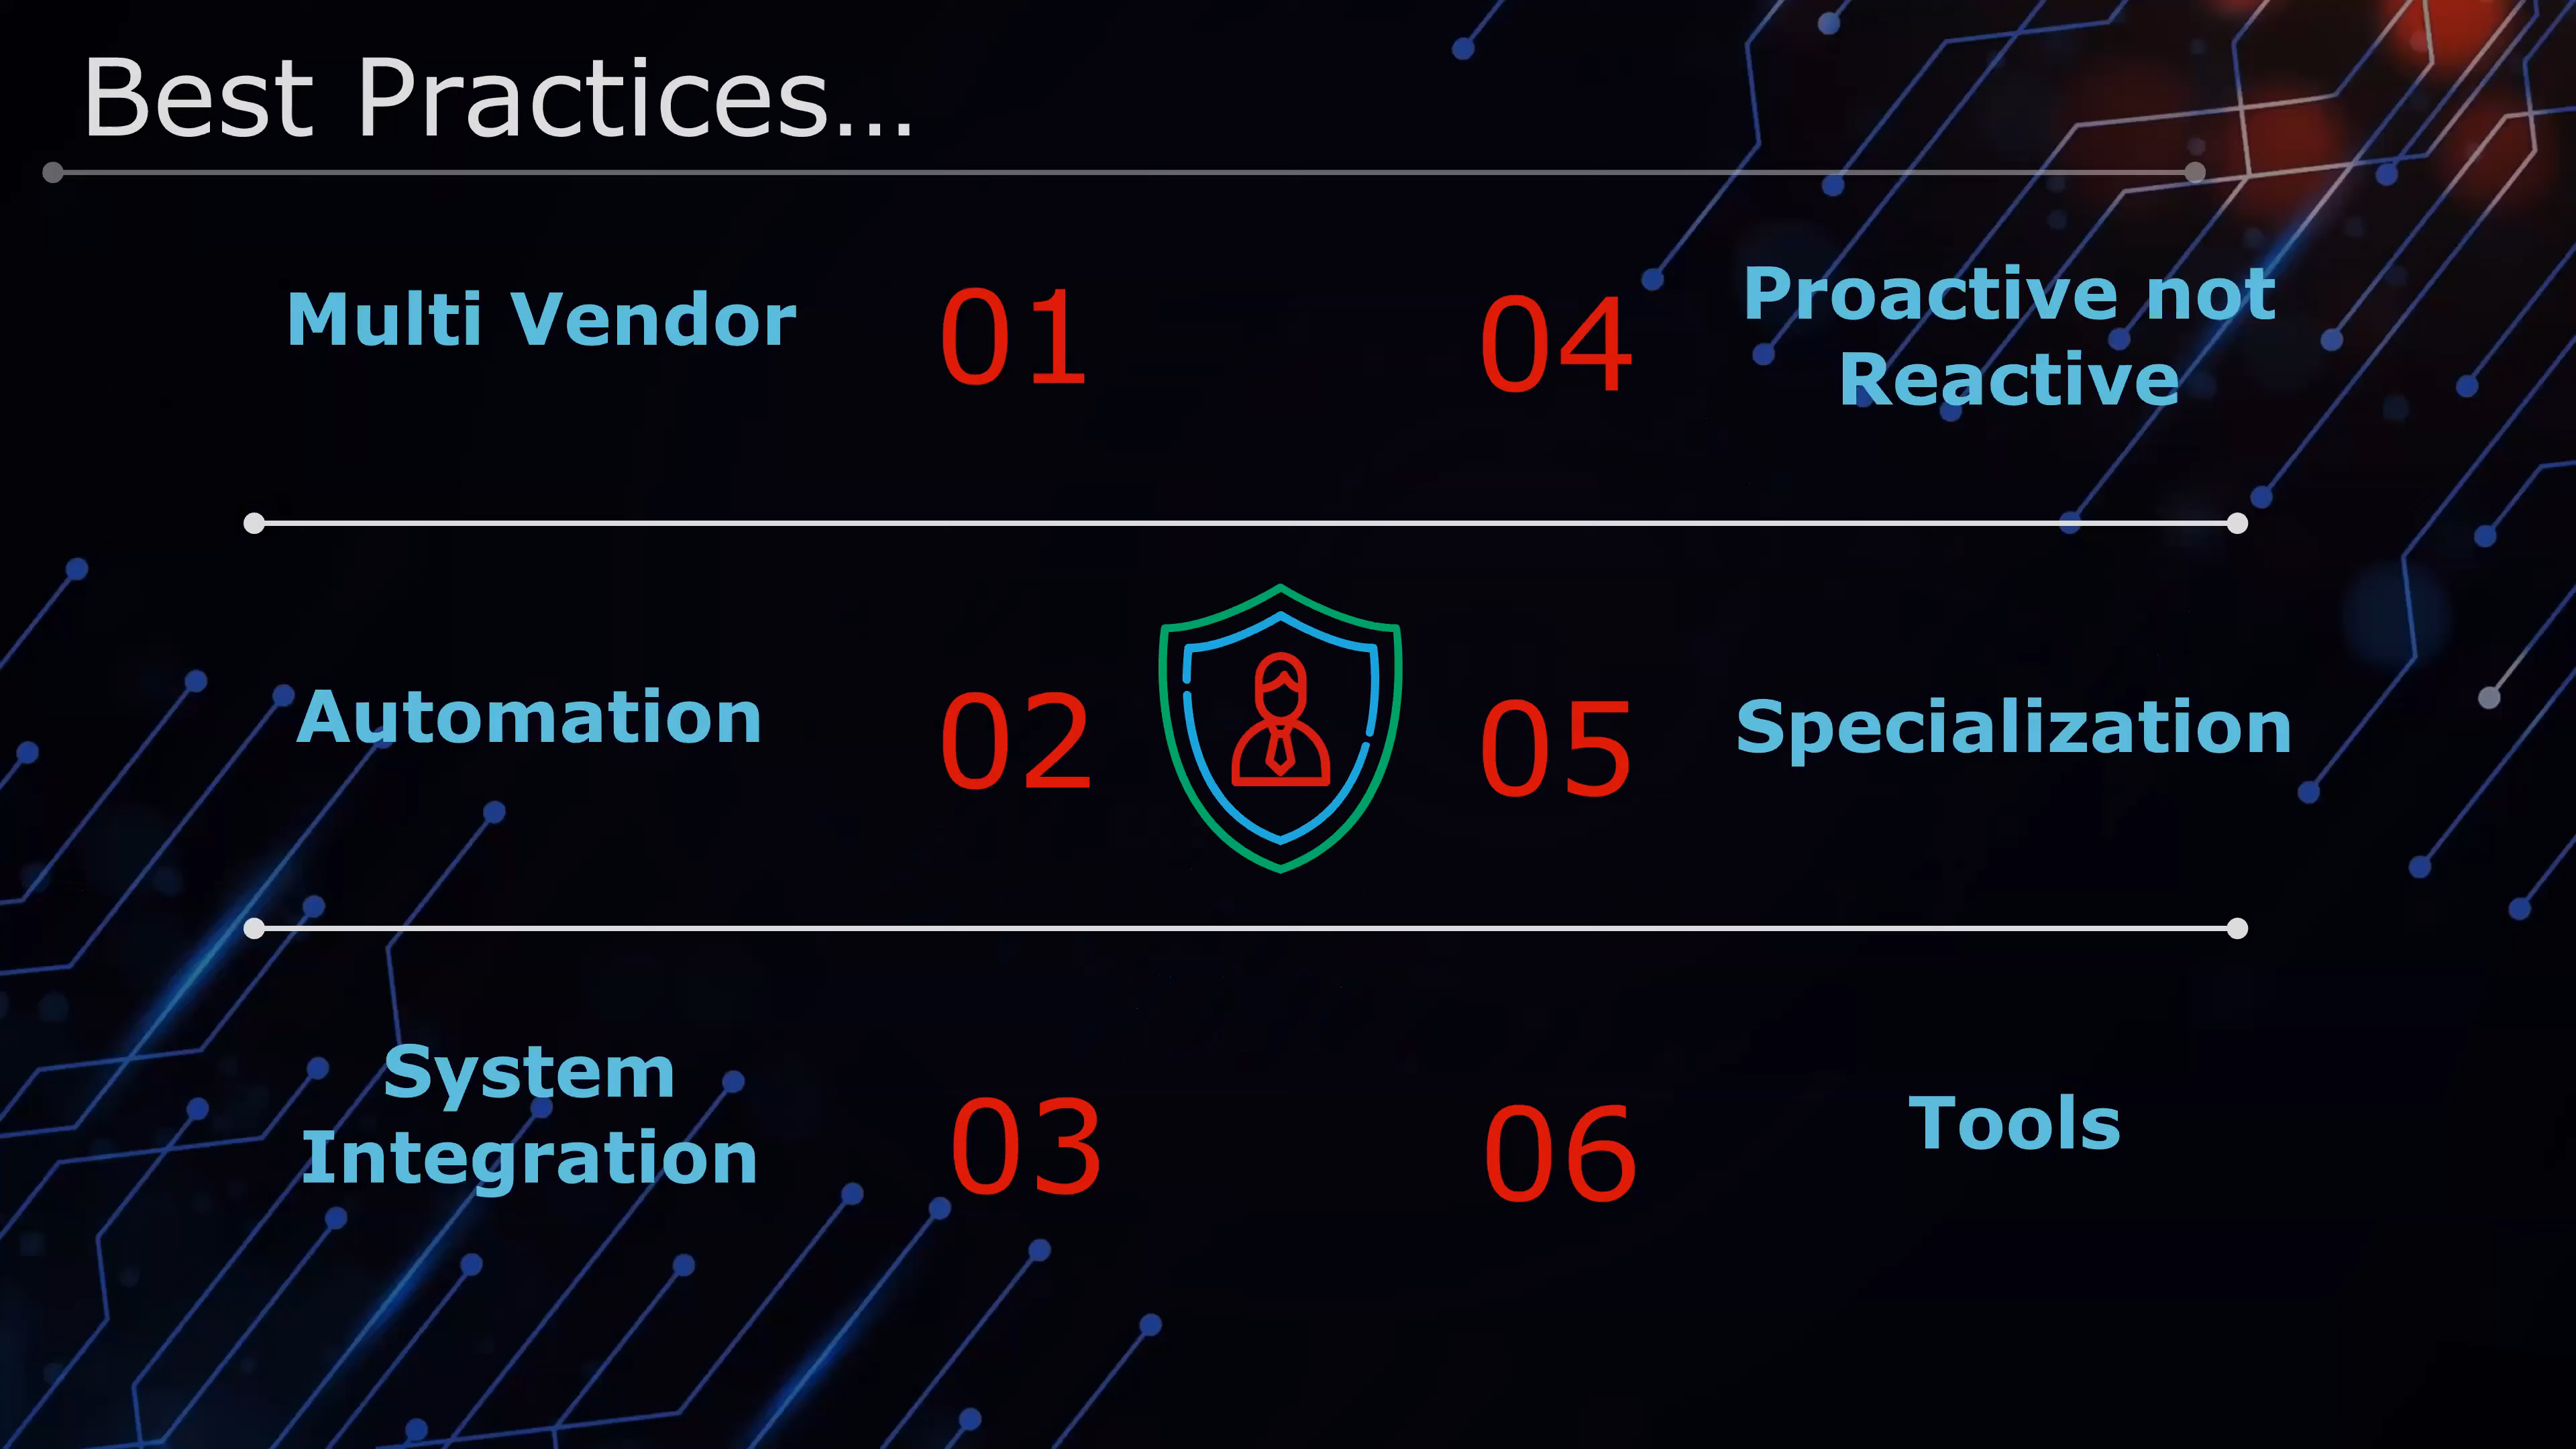 Best Practices...
Multi Vendor
01
04
Proactive not
Reactive
Automation
02
05
Specialization
System
Integration
03
06
Tools